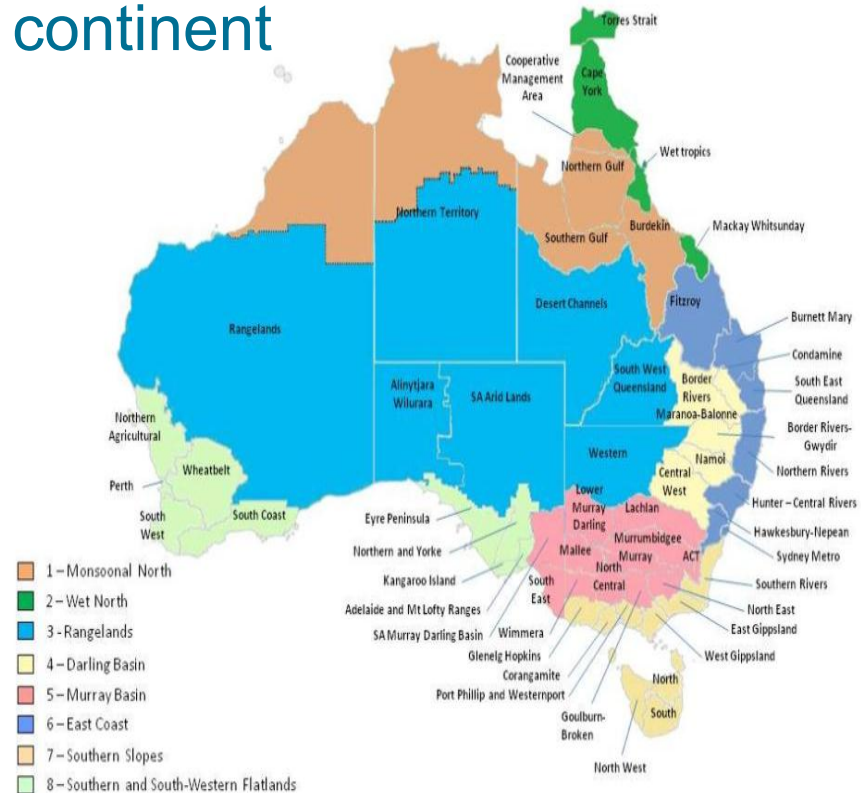 continent
Torres Strait
Cooperative
Management
Area
Cape
York
Wet tropics
Northern Gulf
Northern Territory
Burdekin
Mackay Whitsunday
Southern Gulf
Desert Channels
Fitzroy
Burnett Mary
Rangelands
Condamine
South West
Queensland
Border
Rivers
Maranoa-Balonne
South East
Queensland
Alinytjara
Wilurara
SA Arid Lands
Northern
Agricultural
Border Rivers-
Gwydir
Western
Namoi
Wheatbelt
Northern Rivers
Central
West
Perth
Lower
Murray
Darling
Lachlan
Hunter – Central Rivers
South
West
South Coast
Eyre Peninsula
Murrumbidgee
Hawkesbury-Nepean
Northern and Yorke
Mallee
Murray
ACT
Sydney Metro
Kangaroo Island
North
Central
South
East
Southern Rivers
Adelaide and Mt Lofty Ranges
North East
SA Murray Darling Basin
Wimmera
East Gippsland
Glenelg Hopkins
West Gippsland
Corangamite
Port Phillip and Westernport
North
Goulburn-
Broken
South
North West
1 – Monsoonal North
2 – Wet North
3 - Rangelands
4 – Darling Basin
5 – Murray Basin
6 – East Coast
7 – Southern Slopes
8 – Southern and South-Western Flatlands